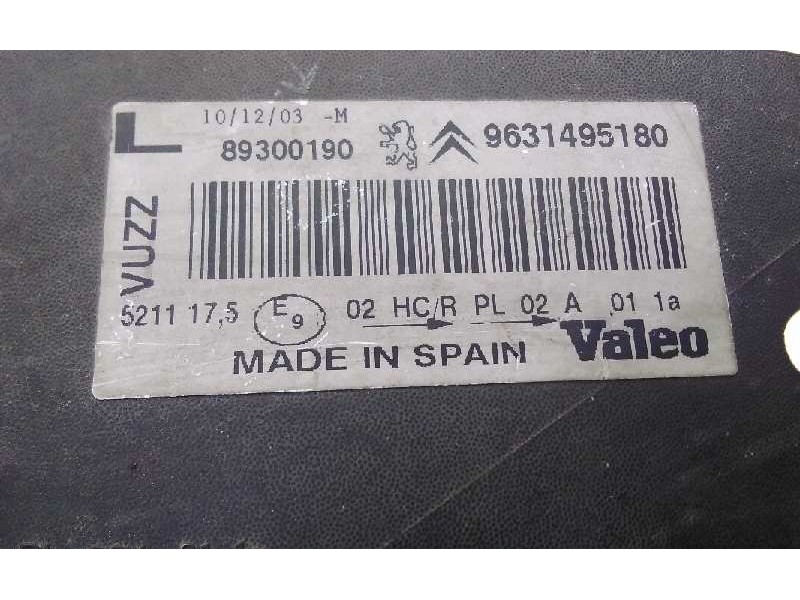 L
10/12/03 -M
89300190
9631495180
VUZZ
5211 17,5 E9 02 HC/R PL 02 A 01 1a
MADE IN SPAIN Valeo